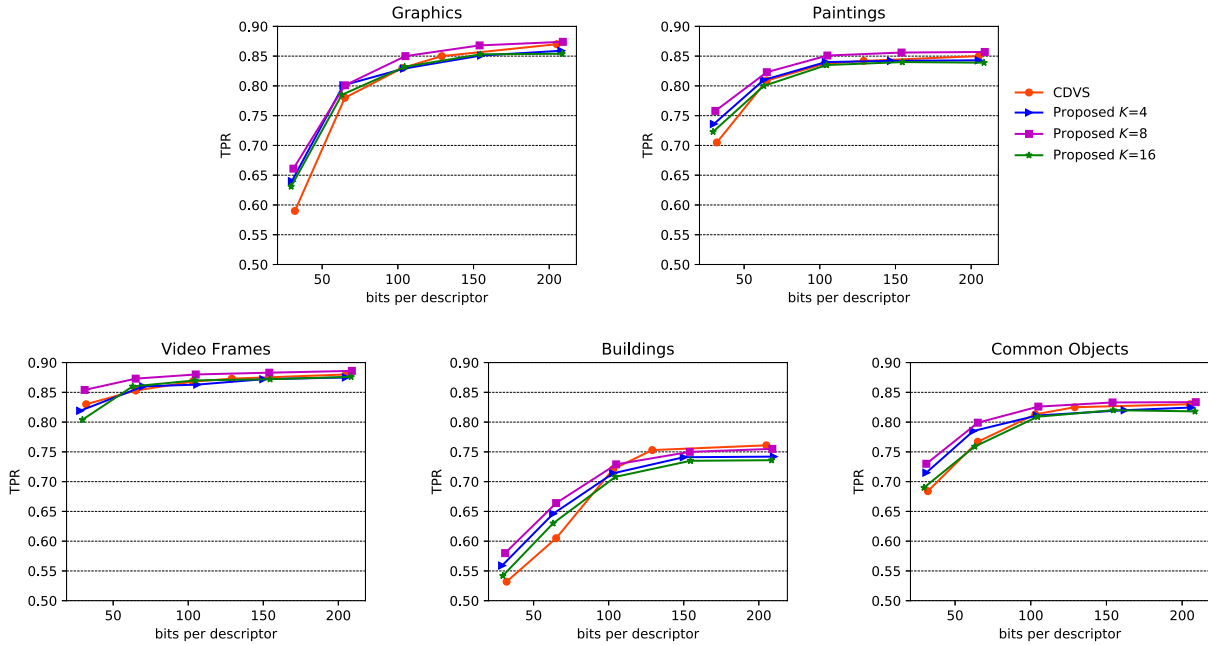 Graphics
0.90
0.85
0.80
0.75
0.70
0.65
0.60
0.55
0.50
TPR
50 100 150 200
bits per descriptor
Paintings
0.90
0.85
0.80
0.75
0.70
0.65
0.60
0.55
0.50
TPR
50 100 150 200
bits per descriptor
CDVS
Proposed K=4
Proposed K=8
Proposed K=16
Video Frames
0.90
0.85
0.80
0.75
0.70
0.65
0.60
0.55
0.50
TPR
50 100 150 200
bits per descriptor
Buildings
0.90
0.85
0.80
0.75
0.70
0.65
0.60
0.55
0.50
TPR
50 100 150 200
bits per descriptor
Common Objects
0.90
0.85
0.80
0.75
0.70
0.65
0.60
0.55
0.50
TPR
50 100 150 200
bits per descriptor